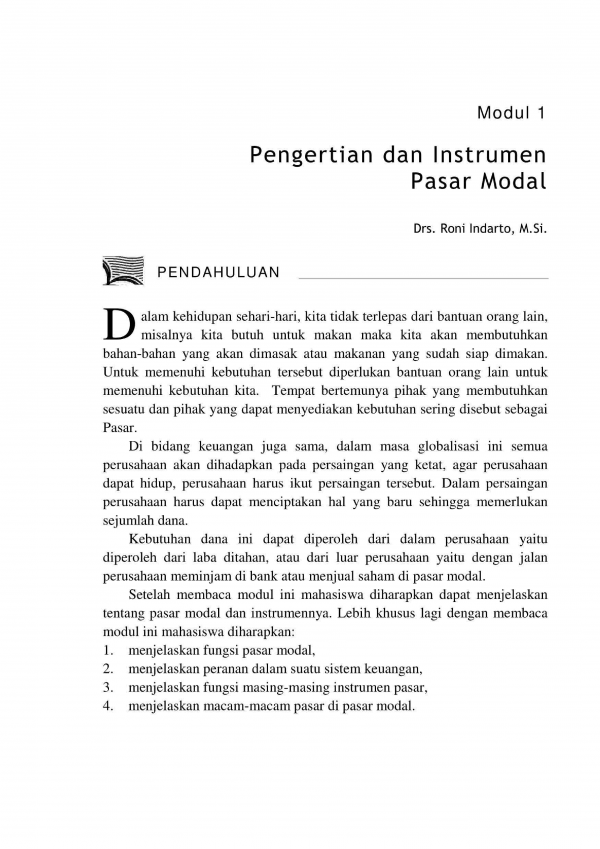 Modul 1
Pengertian dan Instrumen
Pasar Modal
Drs. Roni Indarto, M.Si.
PENDAHULUAN
Dalam kehidupan sehari-hari, kita tidak terlepas dari bantuan orang lain,
misalnya kita butuh untuk makan maka kita akan membutuhkan
bahan-bahan yang akan dimasak atau makanan yang sudah siap dimakan.
Untuk memenuhi kebutuhan tersebut diperlukan bantuan orang lain untuk
memenuhi kebutuhan kita. Tempat bertemunya pihak yang membutuhkan
sesuatu dan pihak yang dapat menyediakan kebutuhan sering disebut sebagai
Pasar.
Di bidang keuangan juga sama, dalam masa globalisasi ini semua
perusahaan akan dihadapkan pada persaingan yang ketat, agar perusahaan
dapat hidup, perusahaan harus ikut persaingan tersebut. Dalam persaingan
perusahaan harus dapat menciptakan hal yang baru sehingga memerlukan
sejumlah dana.
Kebutuhan dana ini dapat diperoleh dari dalam perusahaan yaitu
diperoleh dari laba ditahan, atau dari luar perusahaan yaitu dengan jalan
perusahaan meminjam di bank atau menjual saham di pasar modal.
Setelah membaca modul ini mahasiswa diharapkan dapat menjelaskan
tentang pasar modal dan instrumennya. Lebih khusus lagi dengan membaca
modul ini mahasiswa diharapkan:
1. menjelaskan fungsi pasar modal,
2. menjelaskan peranan dalam suatu sistem keuangan,
3. menjelaskan fungsi masing-masing instrumen pasar,
4. menjelaskan macam-macam pasar di pasar modal.